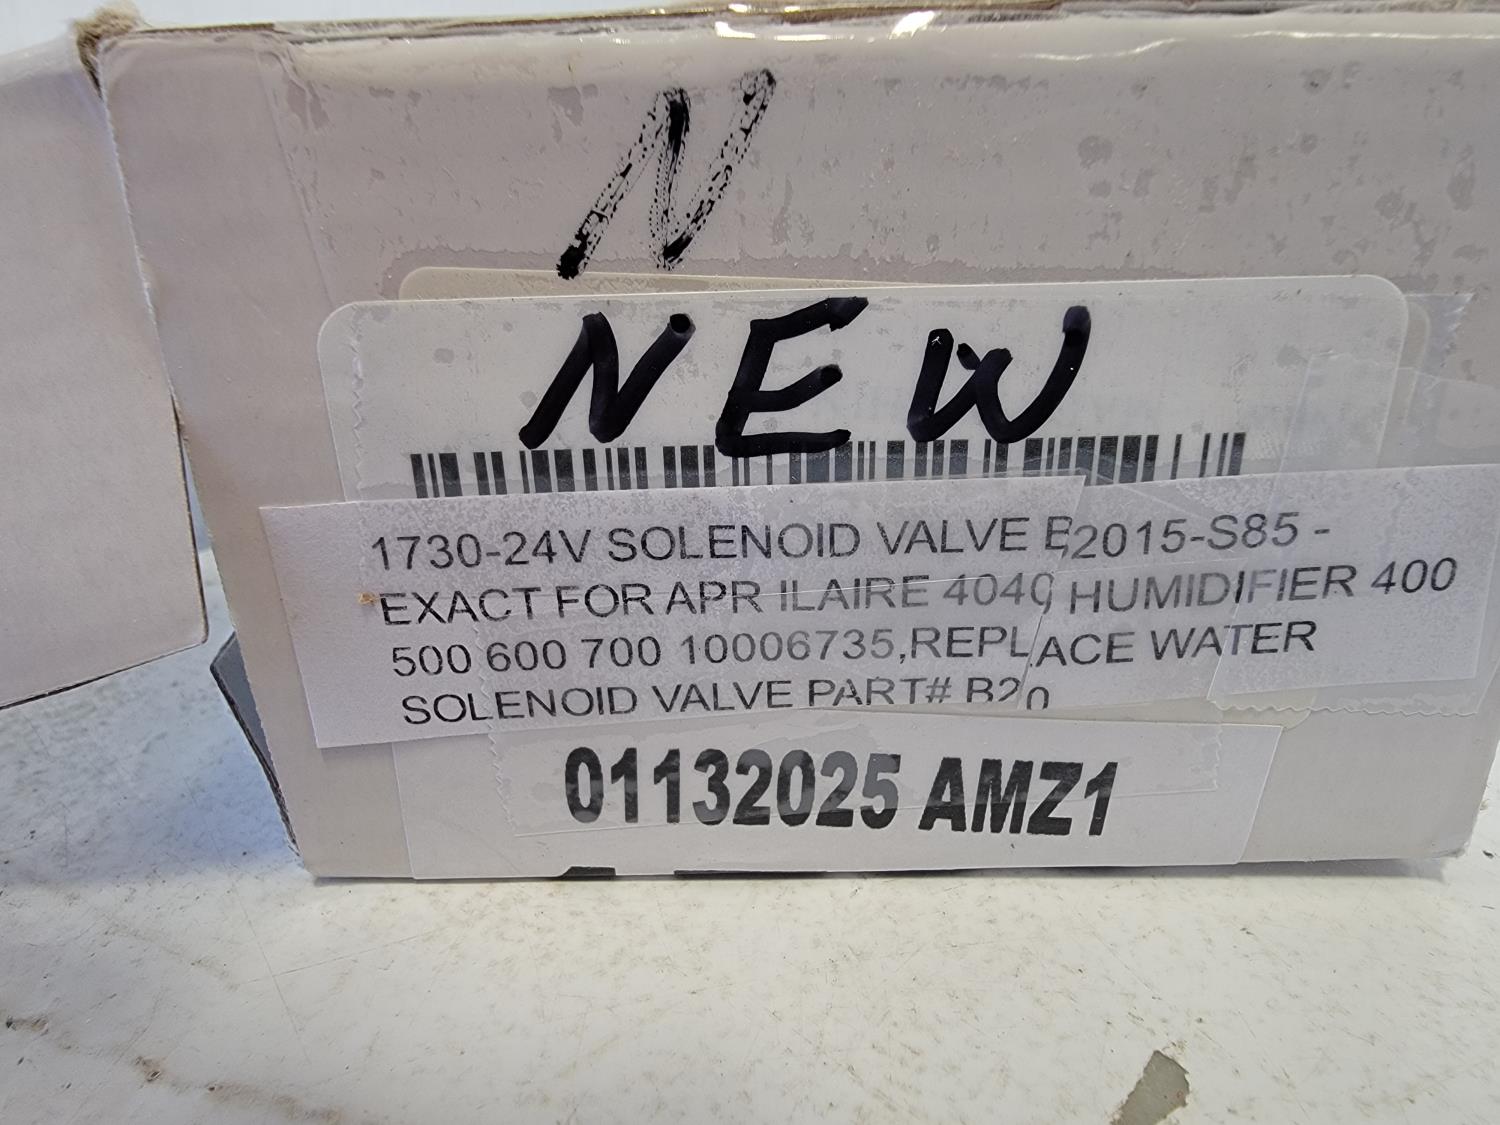 N
NEW
1730-24V SOLENOID VALVE B2015-S85 -
EXACT FOR APR ILAIRE 4040 HUMIDIFIER 400
500 600 700 10006735,REPLACE WATER
SOLENOID VALVE PART# B20
01132025 AMZ1